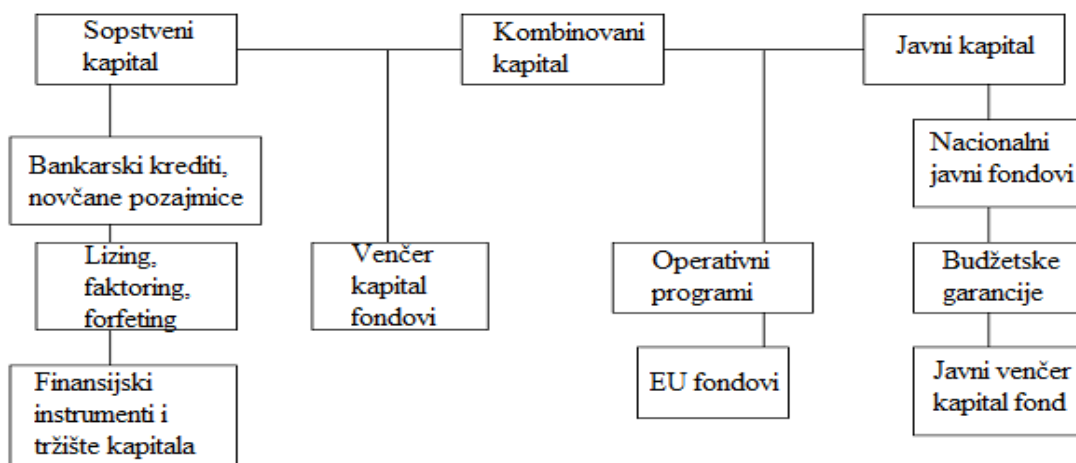 Sopstveni
kapital
Kombinovani
kapital
Javni kapital
Bankarski krediti,
novčane pozajmice
Nacionalni
javni fondovi
Lizing,
faktoring,
forfeting
Venčer
kapital
fondovi
Operativni
programi
Budžetske
garancije
Finansijski
instrumenti i
tržište kapitala
EU fondovi
Javni venčer
kapital fond